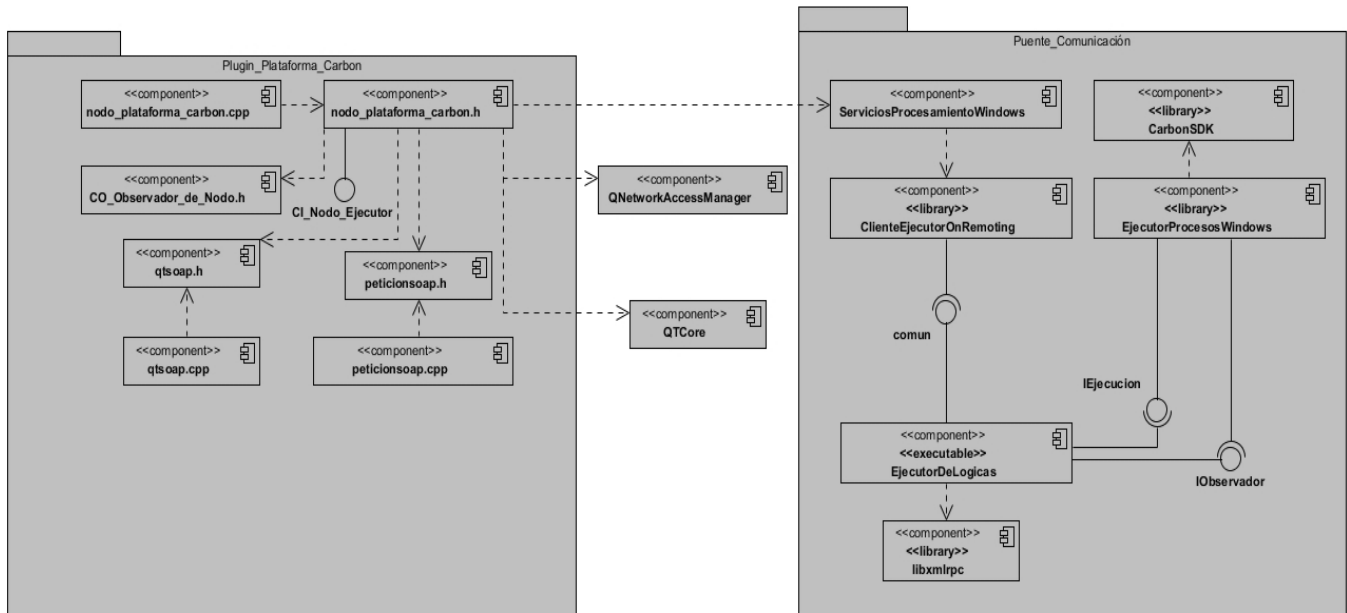 Plugin_Plataforma_Carbon
<<component>>
nodo_plataforma_carbon.cpp
<<component>>
nodo_plataforma_carbon.h
<<component>>
CO_Observador_de_Nodo.h
CI_Nodo_Ejecutor
<<component>>
qtsoap.h
<<component>>
peticionsoap.h
<<component>>
qtsoap.cpp
<<component>>
peticionsoap.cpp
<<component>>
QNetworkAccessManager
<<component>>
QTCore
Puente_Comunicación
<<component>>
ServiciosProcesamientoWindows
<<component>>
<<library>>
CarbonSDK
<<component>>
<<library>>
ClienteEjecutorOnRemoting
<<component>>
<<library>>
EjecutorProcesosWindows
comun
IEjecucion
<<component>>
<<executable>>
EjecutorDeLogicas
IObservador
<<component>>
<<library>>
libxmlrpc